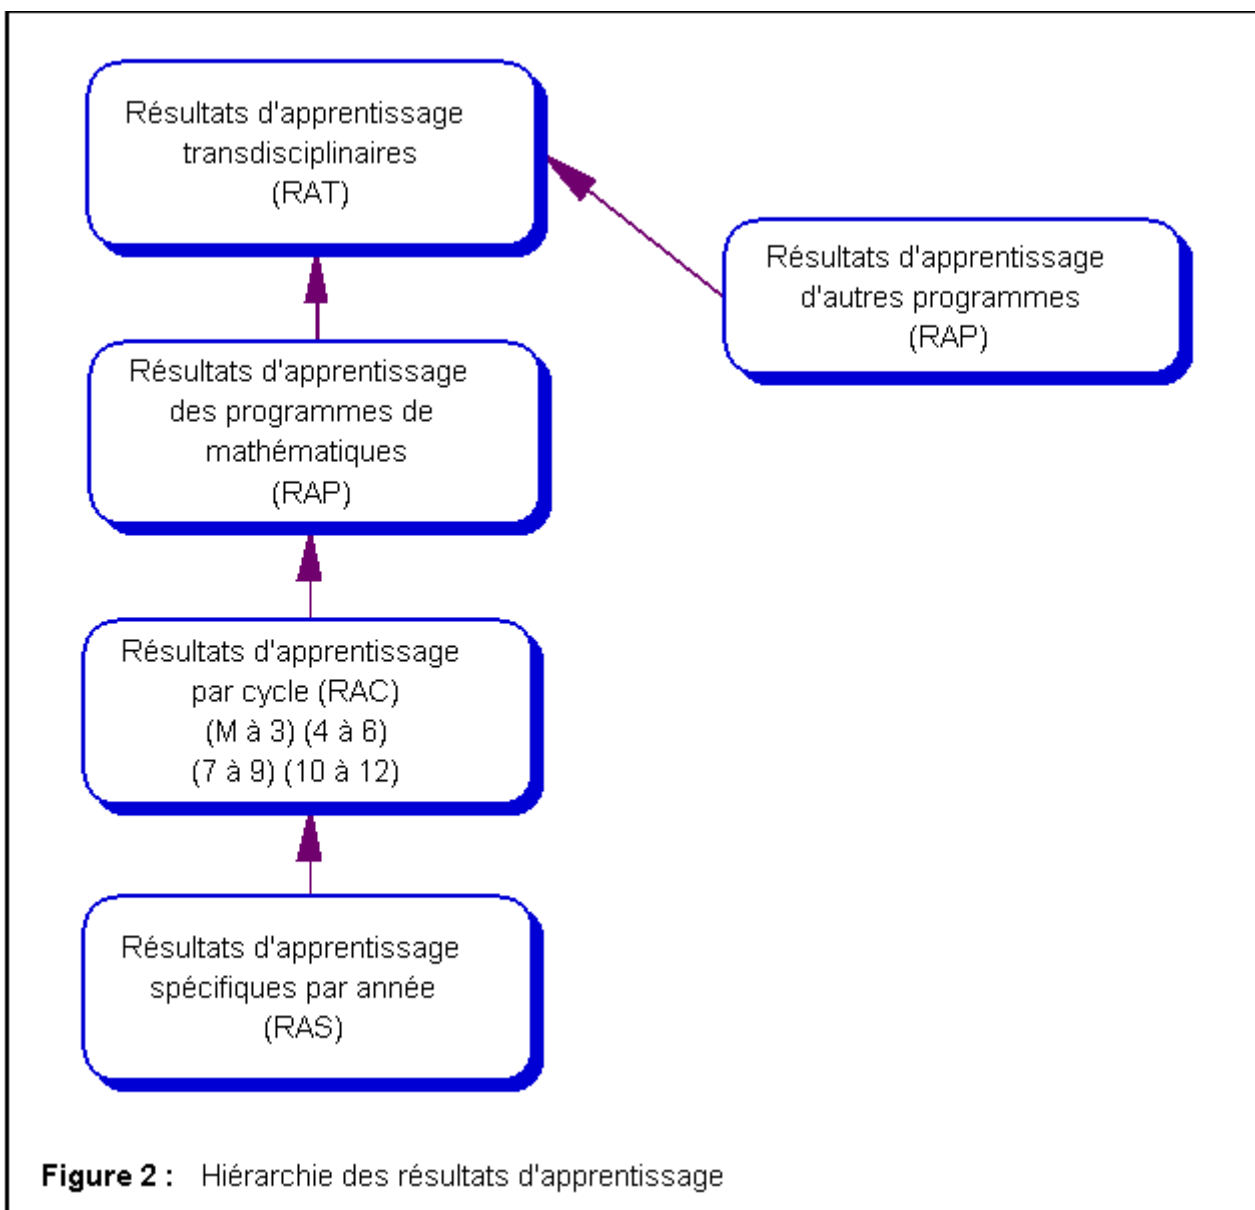 Résultats d'apprentissage
transdisciplinaires
(RAT)
Résultats d'apprentissage
d'autres programmes
(RAP)
Résultats d'apprentissage
des programmes de
mathématiques
(RAP)
Résultats d'apprentissage
par cycle (RAC)
(M à 3) (4 à 6)
(7 à 9) (10 à 12)
Résultats d'apprentissage
spécifiques par année
(RAS)
Figure 2 : Hiérarchie des résultats d'apprentissage